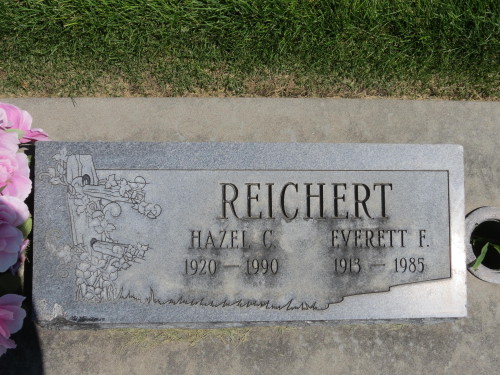 REICHERT
HAZEL C. EVERETT F.
1920 — 1990 1913 — 1985